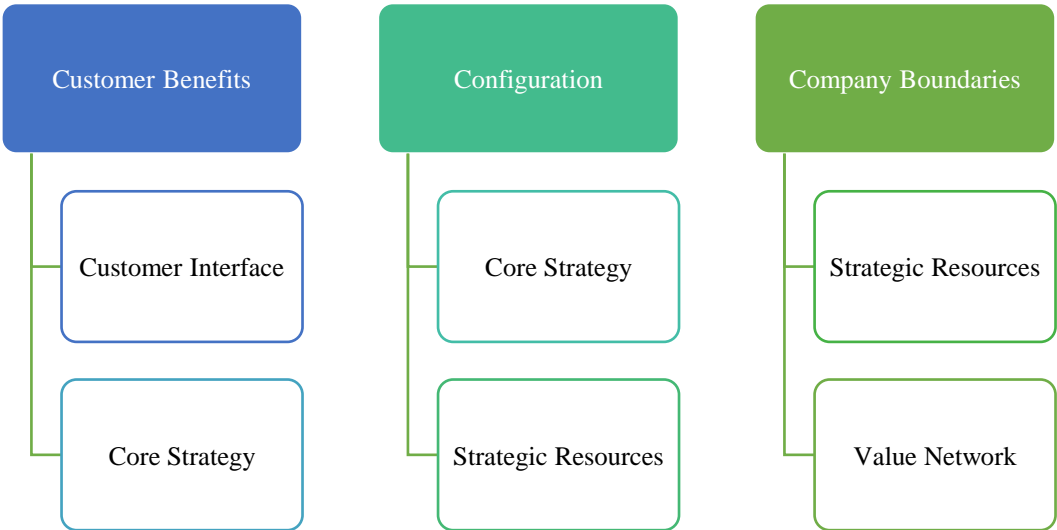 Customer Benefits
Customer Interface
Core Strategy
Configuration
Core Strategy
Strategic Resources
Company Boundaries
Strategic Resources
Value Network